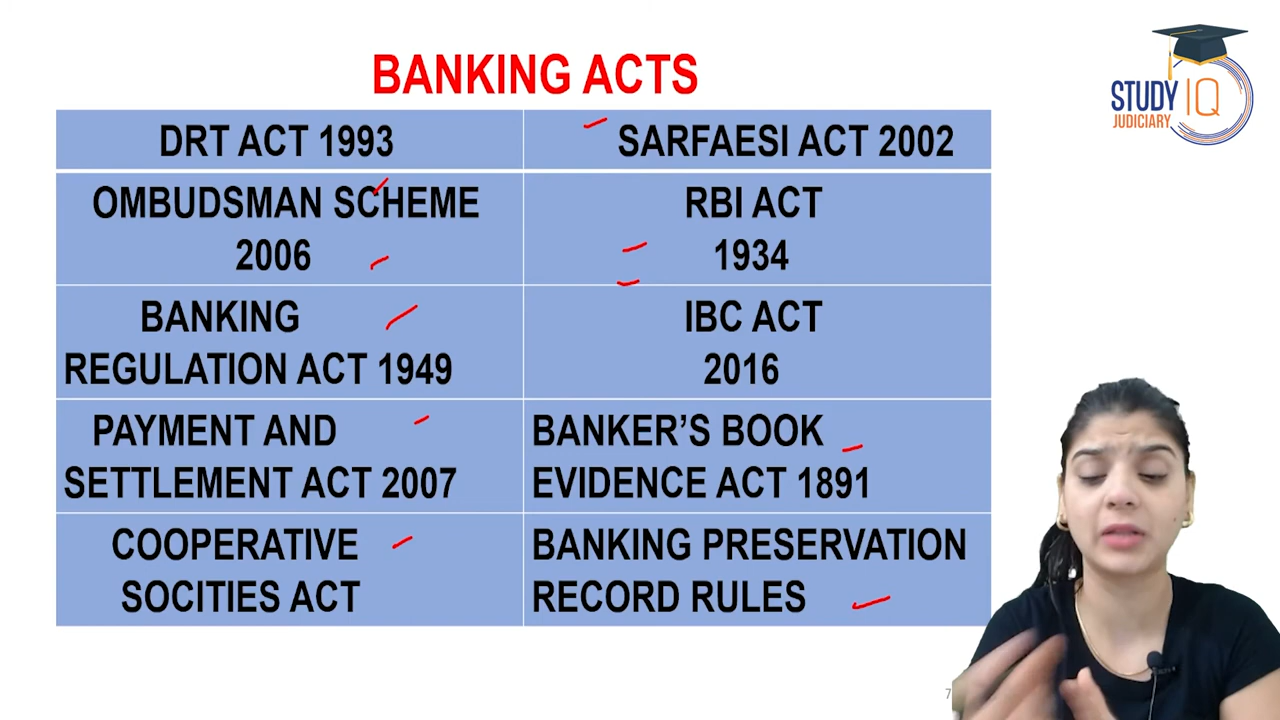 BANKING ACTS
STUDY IQ
JUDICIARY
DRT ACT 1993
SARFAESI ACT 2002
OMBUDSMAN SCHEME
2006
RBI ACT
1934
BANKING
REGULATION ACT 1949
IBC ACT
2016
PAYMENT AND
SETTLEMENT ACT 2007
BANKER'S BOOK
EVIDENCE ACT 1891
COOPERATIVE
SOCITIES ACT
BANKING PRESERVATION
RECORD RULES
7